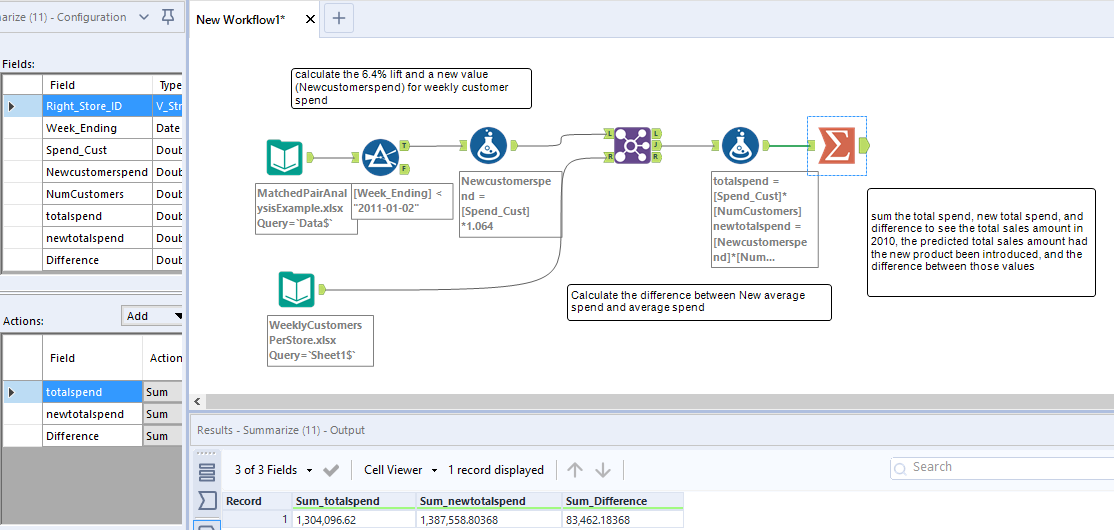 arize (11) - Configuration
New Workflow1*
Fields:
Field Type
Right_Store_ID V_Str
Week_Ending Date
Spend_Cust Doub
Newcustomerspend Doub
NumCustomers Doub
totalspend Doub
newtotalspend Doub
Difference Doub
Actions:
Add
Field Action
totalspend Sum
newtotalspend Sum
Difference Sum
calculate the 6.4% lift and a new value
(Newcustomerspend) for weekly customer
spend
T
F
L
R
L
J
R
MatchedPairAnal
ysisExample.xlsx
Query=`Data$`
[Week_Ending] <
"2011-01-02"
Newcustomerspe
nd =
[Spend_Cust]
*1.064
totalspend =
[Spend_Cust]*
[NumCustomers]
newtotalspend =
[Newcustomersp
end]*[Num...
sum the total spend, new total spend, and
difference to see the total sales amount in
2010, the predicted total sales amount had
the new product been introduced, and the
difference between those values
WeeklyCustomers
PerStore.xlsx
Query=`Sheet1$`
Calculate the difference between New average
spend and average spend
Results - Summarize (11) - Output
3 of 3 Fields Cell Viewer 1 record displayed Search
Record Sum_totalspend Sum_newtotalspend Sum_Difference
1 1,304,096.62 1,387,558.80368 83,462.18368